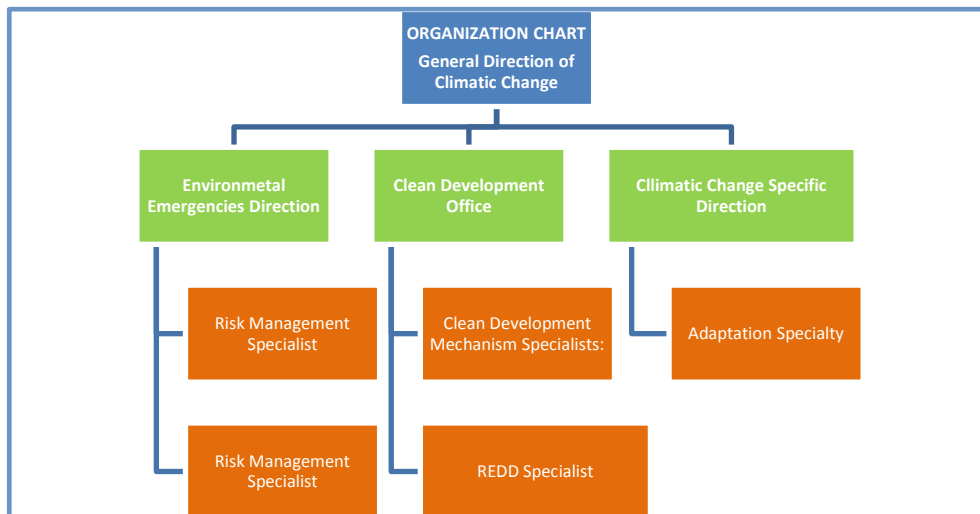 ORGANIZATION CHART
General Direction of
Climatic Change
Environmetal
Emergencies Direction
Clean Development
Office
Cllimatic Change Specific
Direction
Risk Management
Specialist
Clean Development
Mechanism Specialists:
Adaptation Specialty
Risk Management
Specialist
REDD Specialist